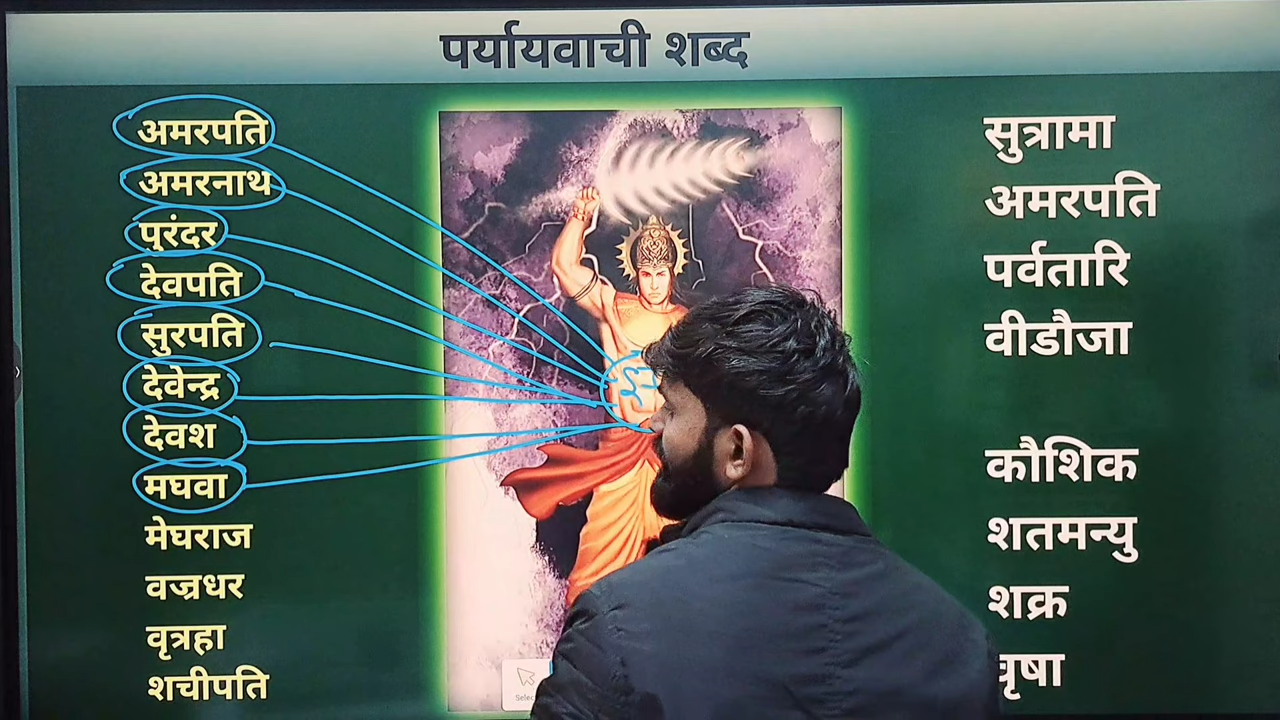 पर्यायवाची शब्द
अमरपति
अमरनाथ
पुरंदर
देवपति
सुरपति
देवेन्द्र
देवश
मघवा
मेघराज
वज्रधर
वृत्रहा
शचीपति
सुत्रामा
अमरपति
पर्वतारि
वीडौजा
कौशिक
शतमन्यु
शक्र
वृषा